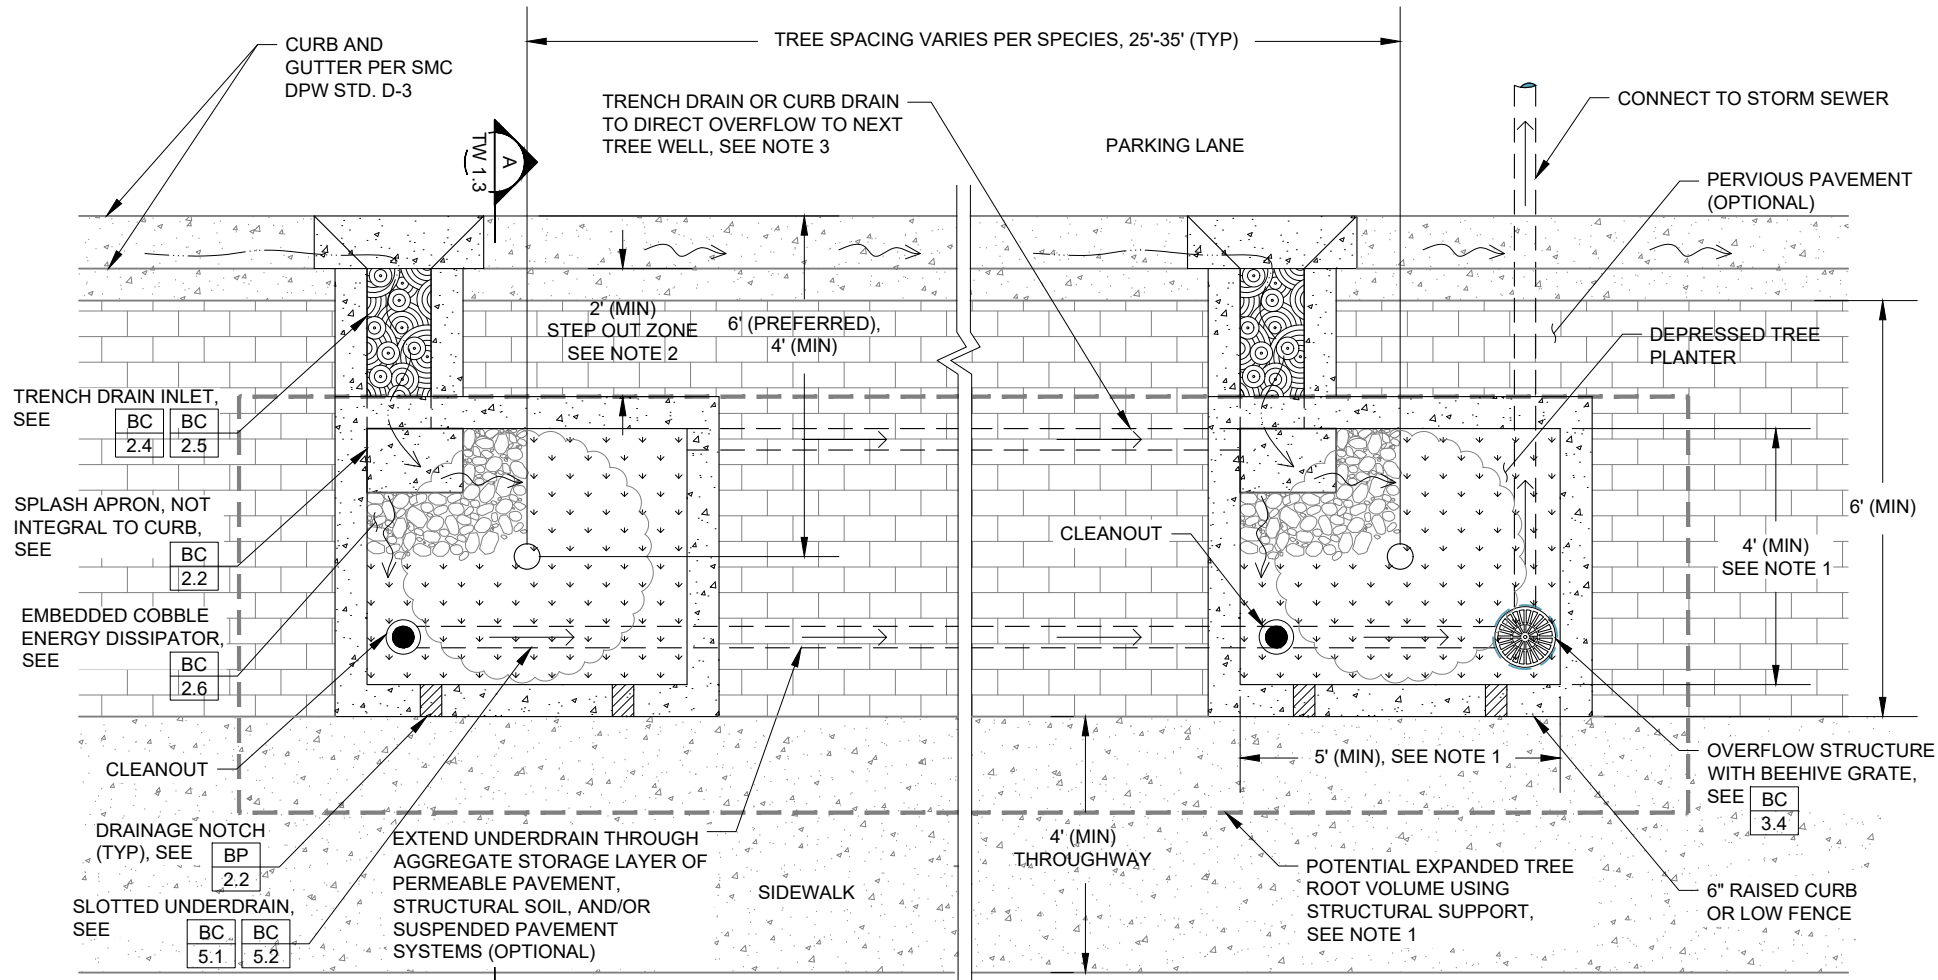 CURB AND
GUTTER PER SMC
DPW STD. D-3
TREE SPACING VARIES PER SPECIES, 25'-35' (TYP)
TRENCH DRAIN OR CURB DRAIN
TO DIRECT OVERFLOW TO NEXT
TREE WELL, SEE NOTE 3
PARKING LANE
CONNECT TO STORM SEWER
PERVIOUS PAVEMENT
(OPTIONAL)
A
TW 1.3
2' (MIN)
STEP OUT ZONE
SEE NOTE 2
6' (PREFERRED),
4' (MIN)
DEPRESSED TREE
PLANTER
TRENCH DRAIN INLET,
SEE
BC BC
2.4 2.5
SPLASH APRON, NOT
INTEGRAL TO CURB,
SEE
BC
2.2
EMBEDDED COBBLE
ENERGY DISSIPATOR,
SEE
BC
2.6
CLEANOUT
6' (MIN)
4' (MIN)
SEE NOTE 1
CLEANOUT
DRAINAGE NOTCH
(TYP), SEE
BP
2.2
SLOTTED UNDERDRAIN,
SEE
BC BC
5.1 5.2
EXTEND UNDERDRAIN THROUGH
AGGREGATE STORAGE LAYER OF
PERMEABLE PAVEMENT,
STRUCTURAL SOIL, AND/OR
SUSPENDED PAVEMENT
SYSTEMS (OPTIONAL)
SIDEWALK
4' (MIN)
THROUGHWAY
5' (MIN), SEE NOTE 1
POTENTIAL EXPANDED TREE
ROOT VOLUME USING
STRUCTURAL SUPPORT,
SEE NOTE 1
OVERFLOW STRUCTURE
WITH BEEHIVE GRATE,
SEE
BC
3.4
6" RAISED CURB
OR LOW FENCE